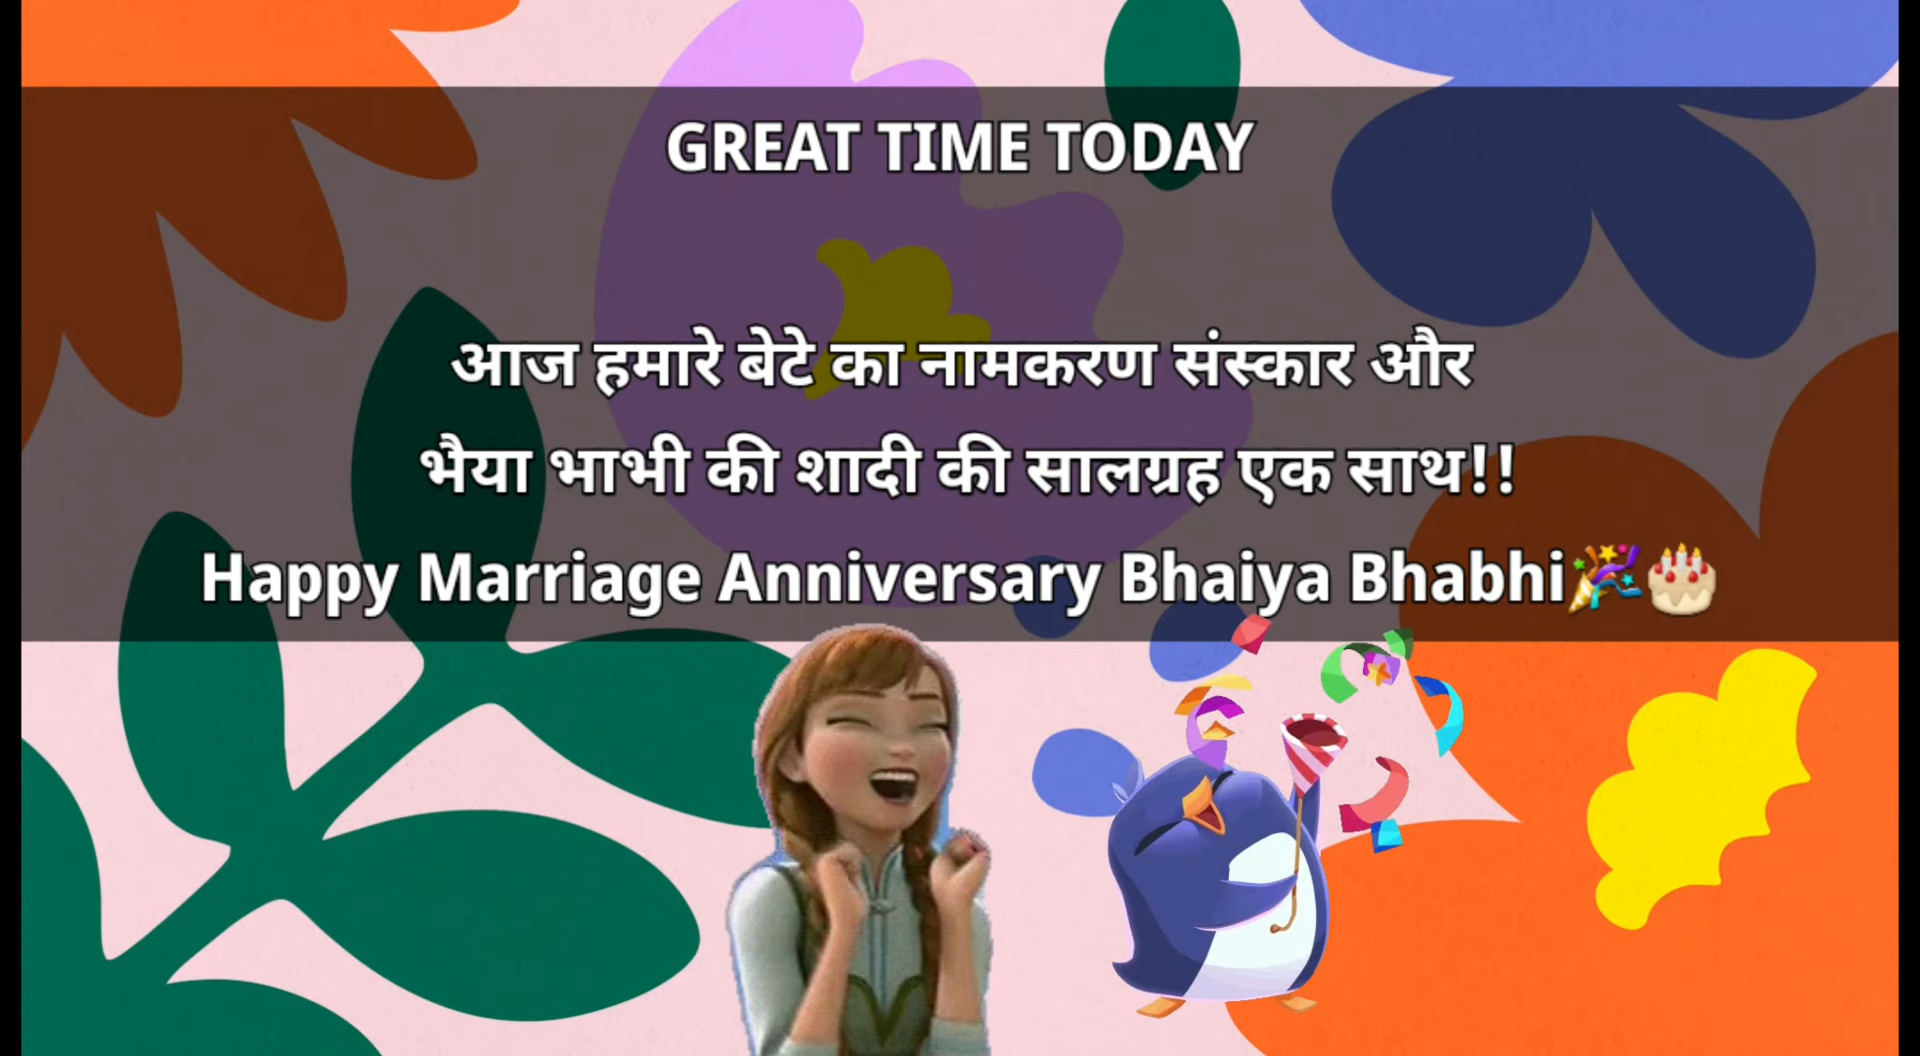 GREAT TIME TODAY
आज हमारे बेटे का नामकरण संस्कार और
भैया भाभी की शादी की सालग्रह एक साथ!!
Happy Marriage Anniversary Bhaiya Bhabhi🎉🎂